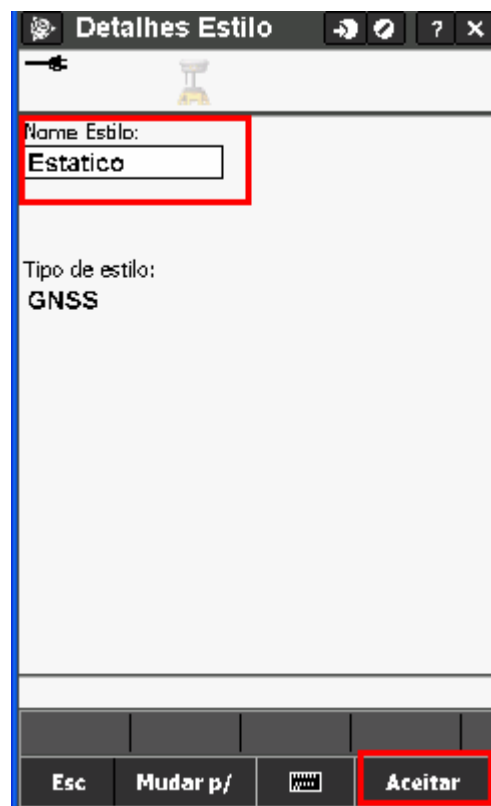 Detalhes Estilo ? ×
Nome Estilo:
Estatico
Tipo de estilo:
GNSS
Esc Mudar p/ Aceitar